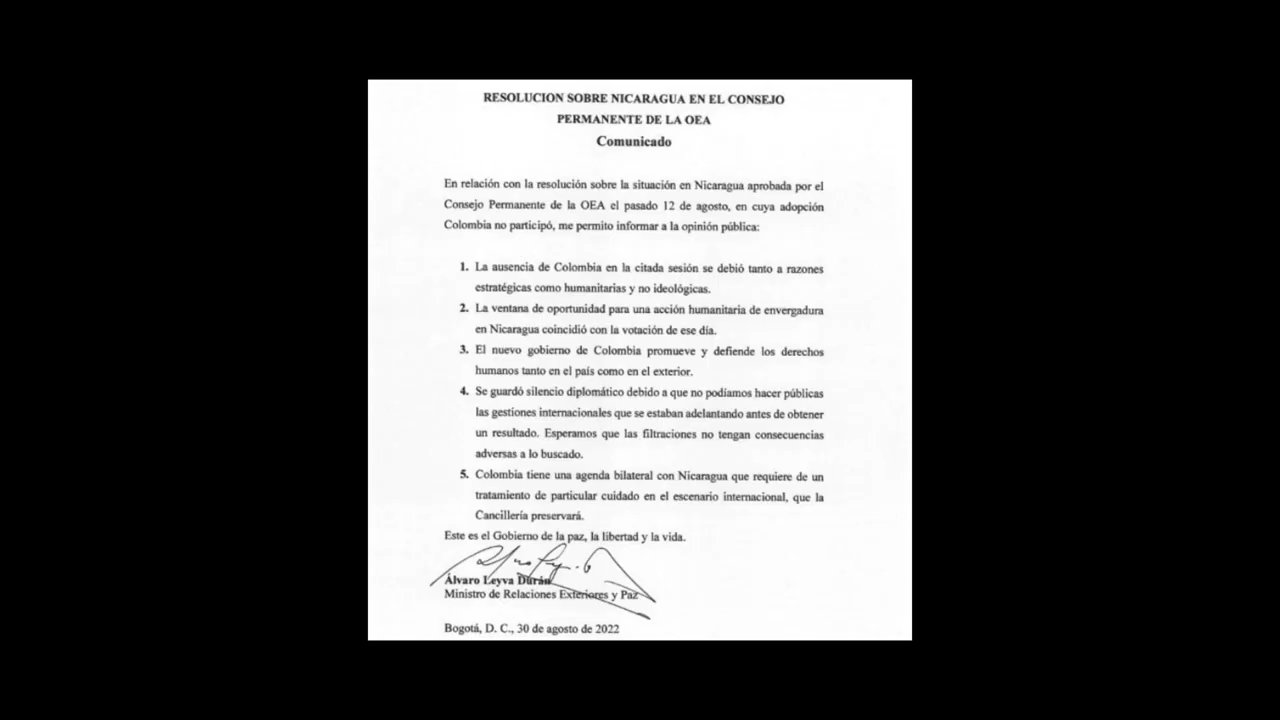 RESOLUCION SOBRE NICARAGUA EN EL CONSEJO
PERMANENTE DE LA OEA
Comunicado
En relación con la resolución sobre la situación en Nicaragua aprobada por el
Consejo Permanente de la OEA el pasado 12 de agosto, en cuya adopción
Colombia no participó, me permito informar a la opinión pública:
1. La ausencia de Colombia en la citada sesión se debió tanto a razones
estratégicas como humanitarias y no ideológicas.
2. La ventana de oportunidad para una acción humanitaria de envergadura
en Nicaragua coincidió con la votación de ese día.
3. El nuevo gobierno de Colombia promueve y defiende los derechos
humanos tanto en el país como en el exterior.
4. Se guardó silencio diplomático debido a que no podíamos hacer públicas
las gestiones internacionales que se estaban adelantando antes de obtener
un resultado. Esperamos que las filtraciones no tengan consecuencias
adversas a lo buscado.
5. Colombia tiene una agenda bilateral con Nicaragua que requiere de un
tratamiento de particular cuidado en el escenario internacional, que la
Cancillería preservará.
Este es el Gobierno de la paz, la libertad y la vida.
Álvaro Leyva Durán
Ministro de Relaciones Exteriores y Paz
Bogotá, D. C., 30 de agosto de 2022